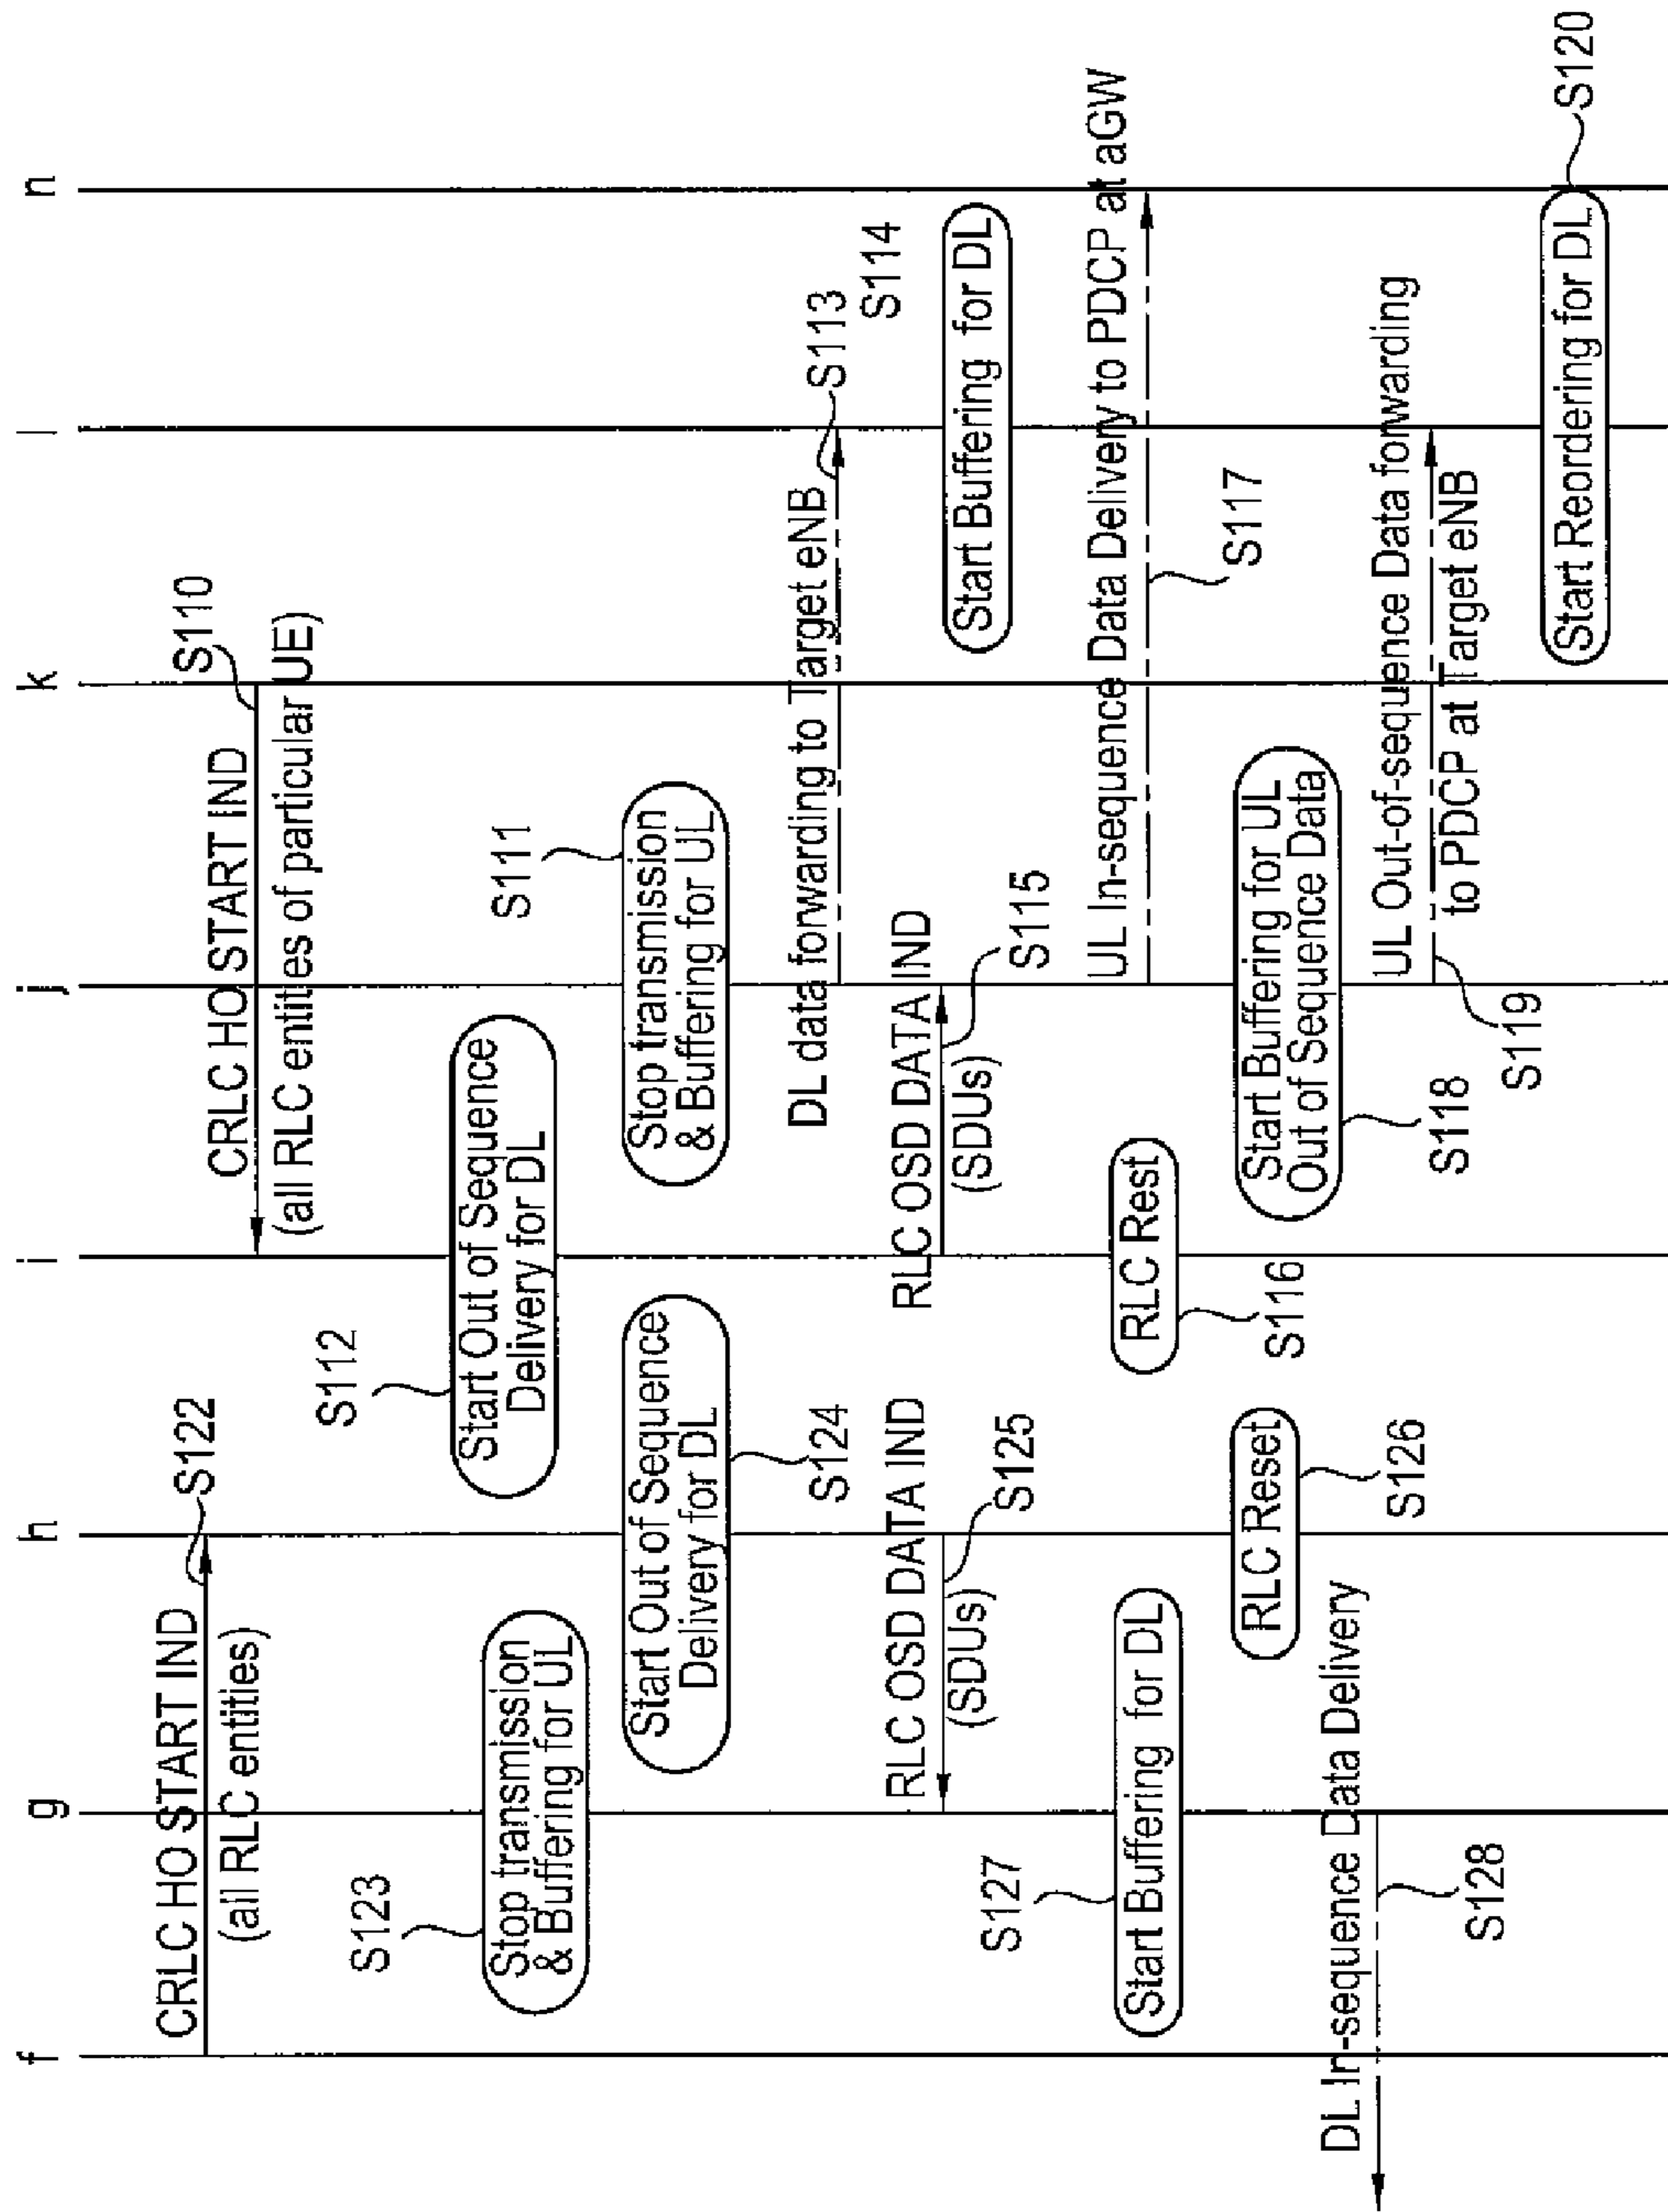 f
g
h
i
j
k
l
n
CRLC HO START IND
(all RLC entities)
S122
CRLC HO START IND
(all RLC entities of particular UE)
S110
S112
Start Out of Sequence
Delivery for DL
S123
Stop transmission
& Buffering for UL
S111
Stop transmission
& Buffering for UL
Start Out of Sequence
Delivery for DL
S124
DL data forwarding to Target eNB
S113
S114
Start Buffering for DL
RLC OSD DATA IND
(SDUs)
S125
RLC OSD DATA IND
(SDUs)
S115
S127
Start Buffering for DL
RLC Rest
S116
UL In-sequence Data Delivery to PDCP at aGW
S117
RLC Reset
S126
Start Buffering for UL
Out of Sequence Data
S118
DL In-sequence Data Delivery
S128
UL Out-of-sequence Data forwarding
to PDCP at Target eNB
S119
Start Reordering for DL
S120